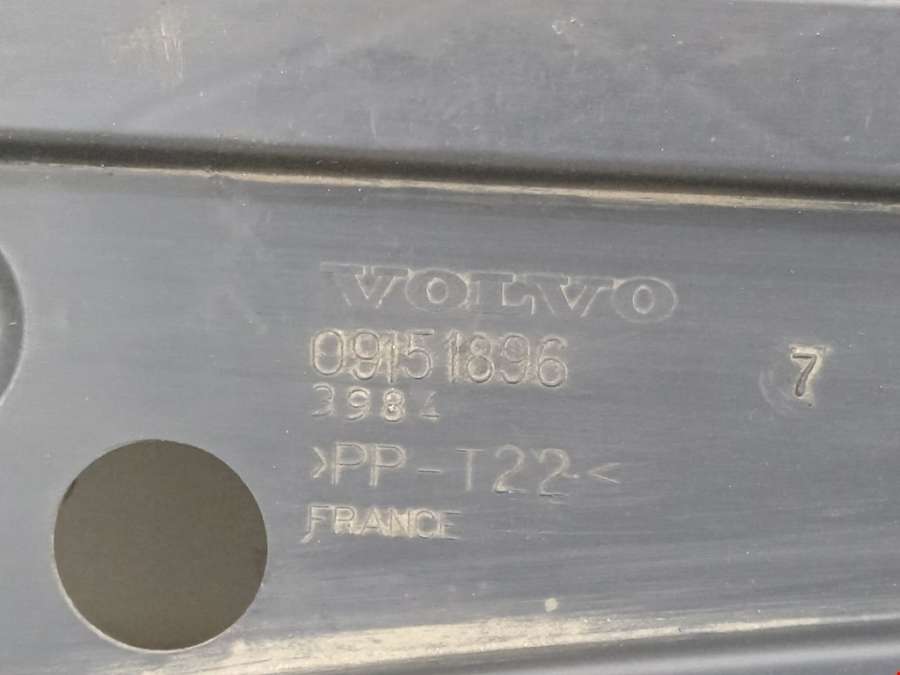 VOLVO
09151896
7
3984
>PP-T22<
FRANCE